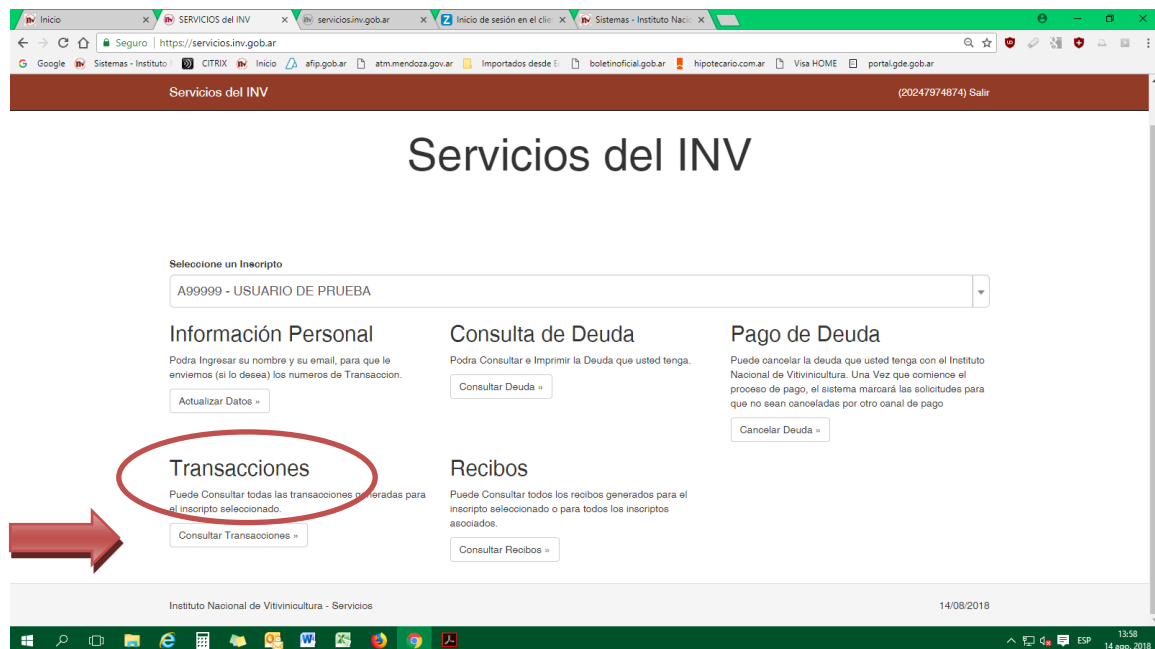 Inicio
SERVICIOS del INV
servicios.inv.gob.ar
Inicio de sesión en el clie
Sistemas - Instituto Nacio
Seguro | https://servicios.inv.gob.ar
Google Sistemas - Instituto CITRIX Inicio afip.gob.ar atm.mendoza.gov.ar Importados desde boletinoficial.gob.ar hipotecario.com.ar Visa HOME portal.gde.gob.ar
Servicios del INV
(20247974874) Salir
Servicios del INV
Seleccione un Inscripto
A99999 - USUARIO DE PRUEBA
Información Personal
Podra Ingresar su nombre y su email, para que le
enviemos (si lo desea) los numeros de Transaccion.
Actualizar Datos »
Consulta de Deuda
Podra Consultar e Imprimir la Deuda que usted tenga.
Consultar Deuda »
Pago de Deuda
Puede cancelar la deuda que usted tenga con el Instituto
Nacional de Vitivinicultura. Una Vez que comience el
proceso de pago, el sistema marcará las solicitudes para
que no sean canceladas por otro canal de pago
Cancelar Deuda »
Transacciones
Puede Consultar todas las transacciones generadas para
el inscripto seleccionado.
Consultar Transacciones »
Recibos
Puede Consultar todos los recibos generados para el
inscripto seleccionado o para todos los inscriptos
asociados.
Consultar Recibos »
Instituto Nacional de Vitivinicultura - Servicios
14/08/2018
ESP
13:58
14 ago. 2018